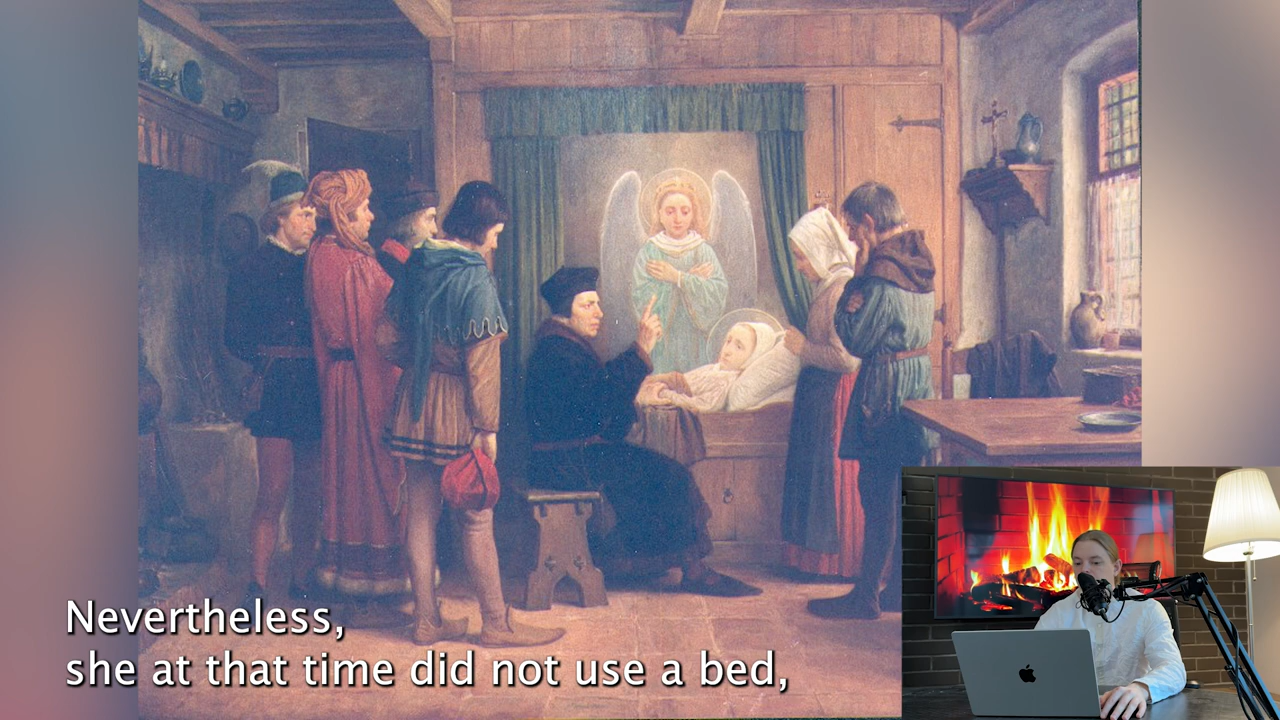 Nevertheless,
she at that time did not use a bed,